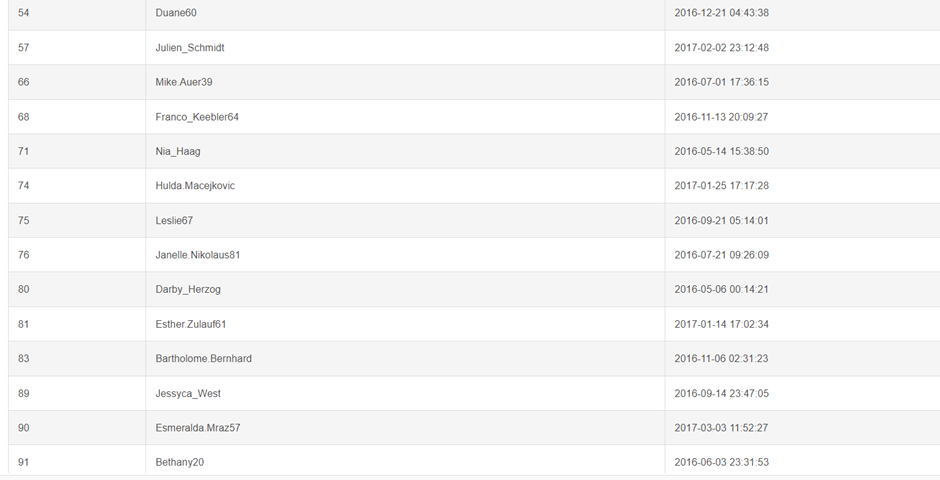 54 Duane60 2016-12-21 04:43:38
57 Julien_Schmidt 2017-02-02 23:12:48
66 Mike.Auer39 2016-07-01 17:36:15
68 Franco_Keebler64 2016-11-13 20:09:27
71 Nia_Haag 2016-05-14 15:38:50
74 Hulda.Macejkovic 2017-01-25 17:17:28
75 Leslie67 2016-09-21 05:14:01
76 Janelle.Nikolaus81 2016-07-21 09:26:09
80 Darby_Herzog 2016-05-06 00:14:21
81 Esther.Zulauf61 2017-01-14 17:02:34
83 Bartholome.Bernhard 2016-11-06 02:31:23
89 Jessyca_West 2016-09-14 23:47:05
90 Esmeralda.Mraz57 2017-03-03 11:52:27
91 Bethany20 2016-06-03 23:31:53